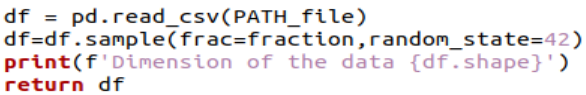 df = pd.read_csv(PATH_file)
df=df.sample(frac=fraction,random_state=42)
print(f'Dimension of the data {df.shape}')
return df